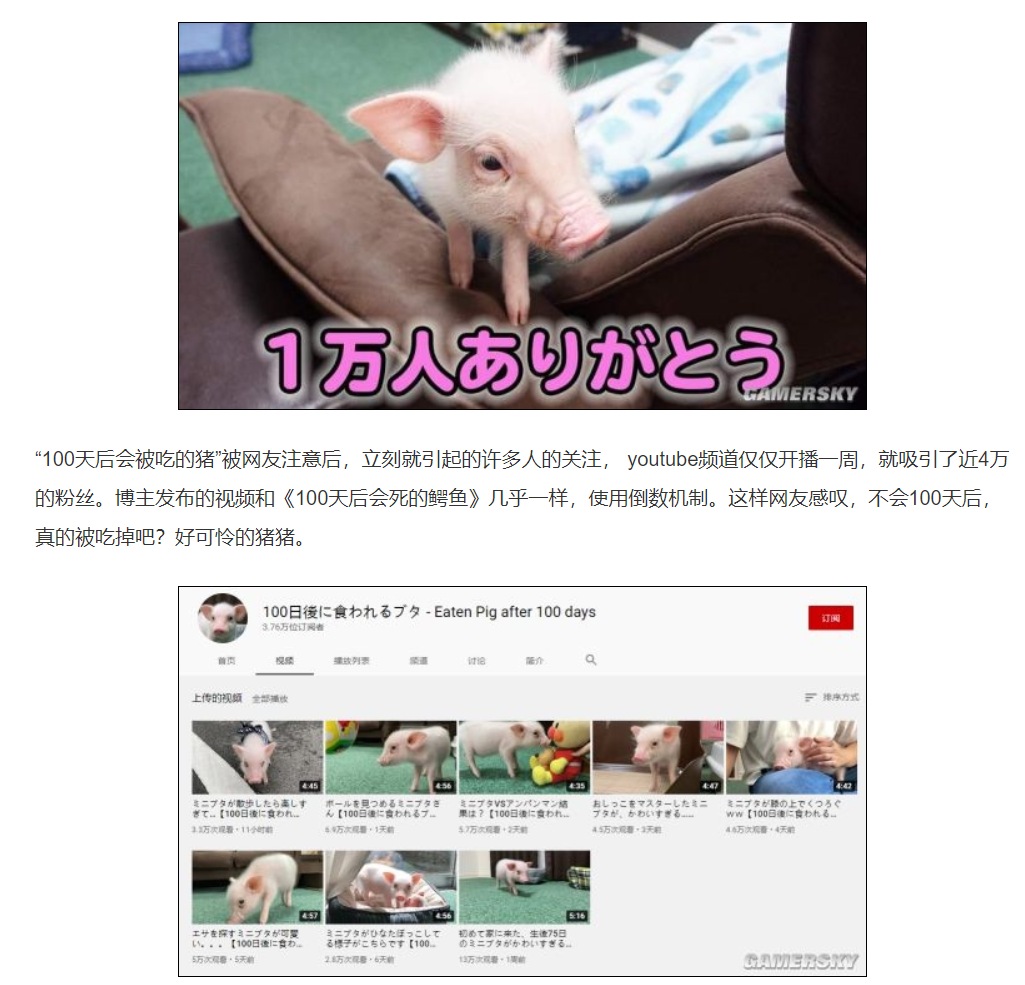 1万人ありがとう
GAMERSKY
“100天后会被吃的猪”被网友注意后，立刻就引起的许多人的关注， youtube频道仅仅开播一周，就吸引了近4万
的粉丝。博主发布的视频和《100天后会死的鳄鱼》几乎一样，使用倒数机制。这样网友感叹，不会100天后，
真的被吃掉吧？好可怜的猪猪。
100日後に食われるブタ - Eaten Pig after 100 days
3.76万位订阅者
订阅
首页 视频 播放列表 频道 讨论 简介
上传的视频 全部播放
排序方式
4:45 4:56 4:35 4:47 4:42
ミニブタが散歩したら楽しす
ぎて…【100日後に食われ...
3.3万次观看・11小时前
ボールを見つめるミニブタさ
ん【100日後に食われるブ...
6.9万次观看・1天前
ミニブタVSアンパンマン結
果は？【100日後に食われ...
5.7万次观看・2天前
おしっこをマスターしたミニ
ブタが、かわいすぎる……
4.5万次观看・3天前
ミニブタが膝の上でくつろぐ
ww【100日後に食われる...
4.6万次观看・4天前
4:57 4:56 5:16
エサを探すミニブタが可愛
い。。。【100日後に食わ...
5万次观看・5天前
ミニブタがひなたぼっこして
る様子がこちらです【100...
2.8万次观看・6天前
初めて家に来た、生後75日
のミニブタがかわいすぎる...
13万次观看・1周前
GAMERSKY